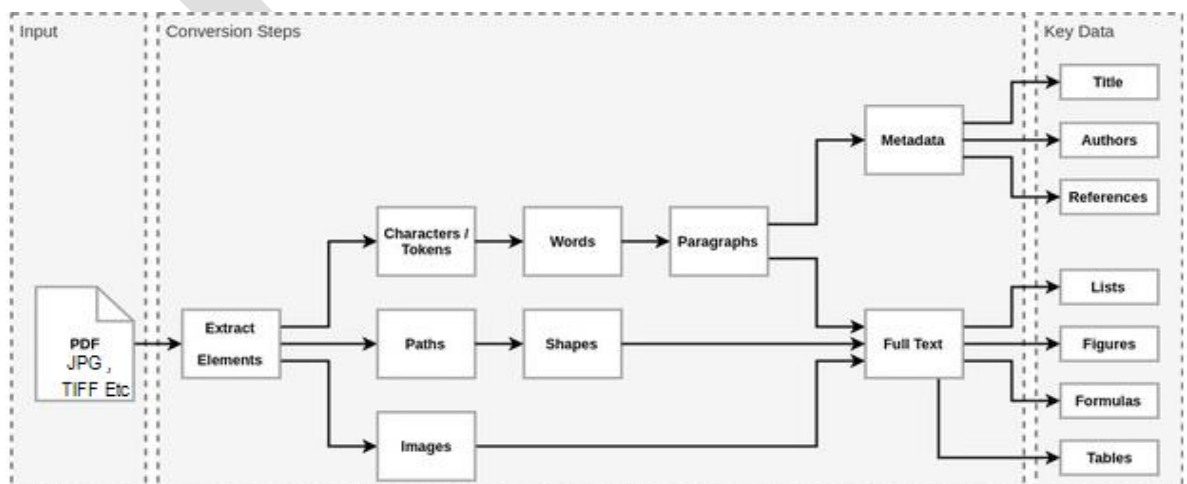 Input
Conversion Steps
Key Data
Title
Metadata
Authors
References
Characters /
Tokens
Words
Paragraphs
Lists
PDF
JPG ,
TIFF Etc
Extract
Elements
Paths
Shapes
Full Text
Figures
Formulas
Images
Tables